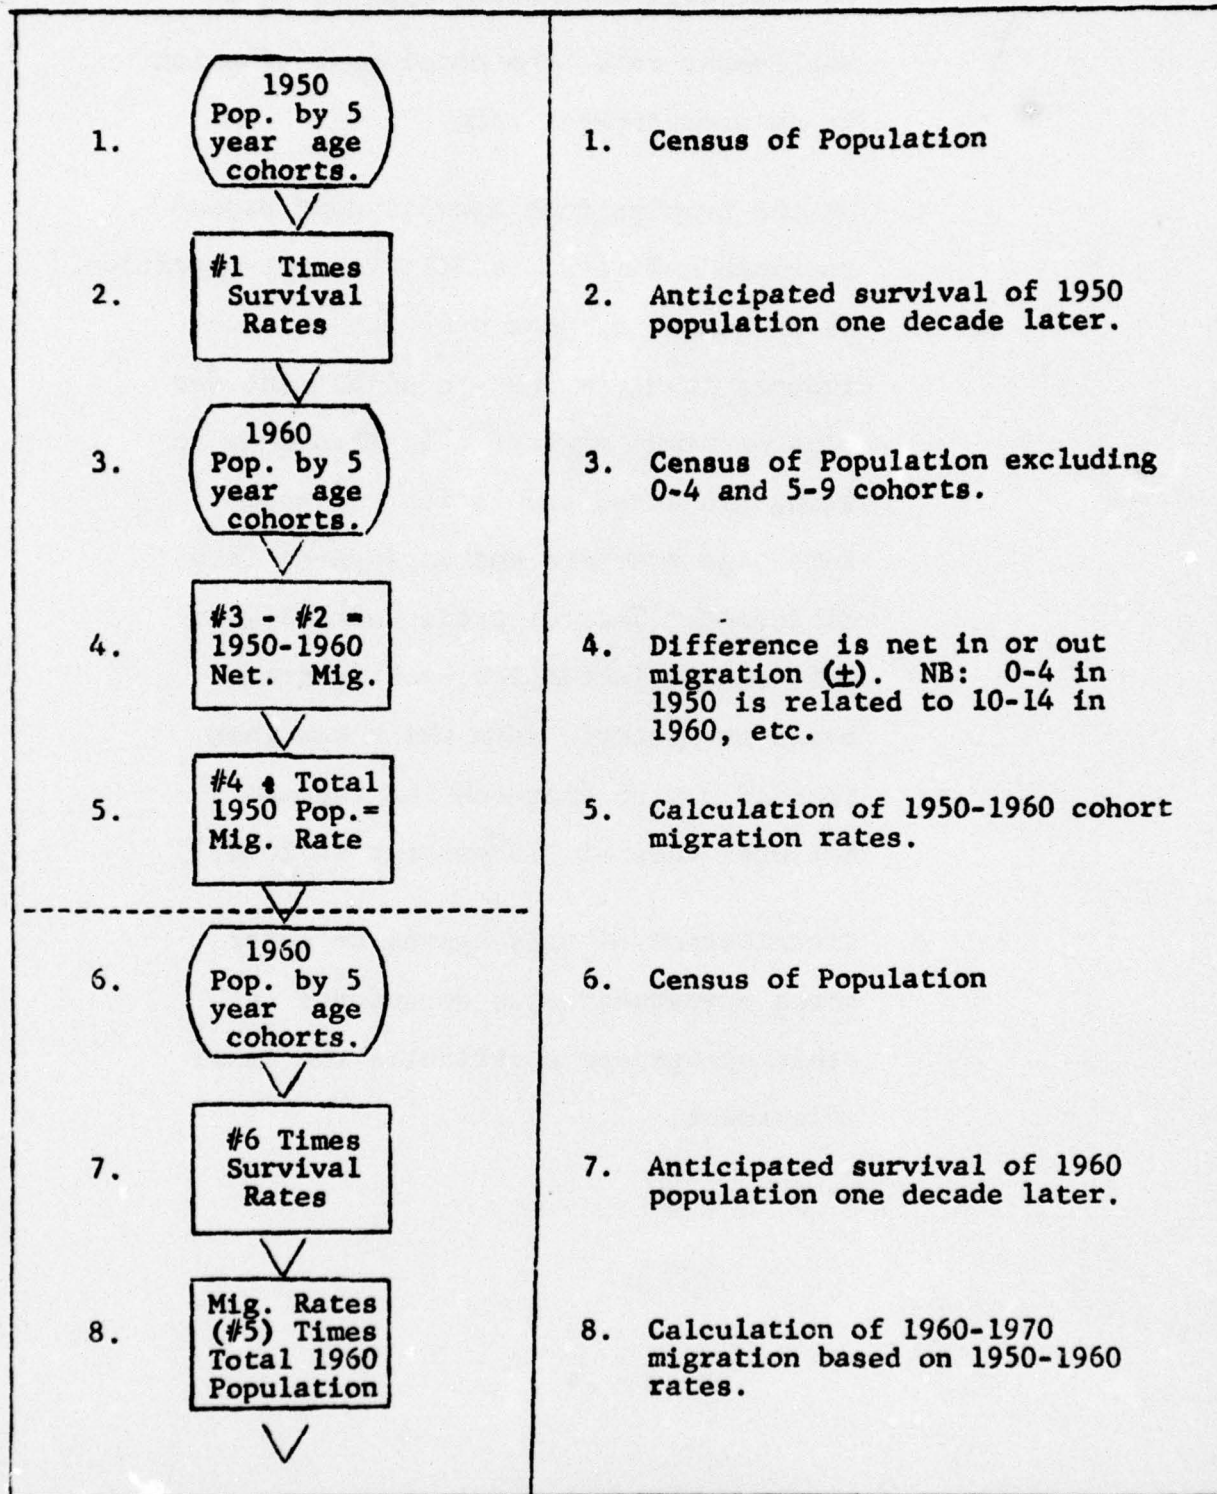 1.
1950
Pop. by 5
year age
cohorts.
1. Census of Population
2.
#1 Times
Survival
Rates
2. Anticipated survival of 1950
population one decade later.
3.
1960
Pop. by 5
year age
cohorts.
3. Census of Population excluding
0-4 and 5-9 cohorts.
4.
#3 - #2 =
1950-1960
Net. Mig.
4. Difference is net in or out
migration (±). NB: 0-4 in
1950 is related to 10-14 in
1960, etc.
5.
#4 ÷ Total
1950 Pop.=
Mig. Rate
5. Calculation of 1950-1960 cohort
migration rates.
6.
1960
Pop. by 5
year age
cohorts.
6. Census of Population
7.
#6 Times
Survival
Rates
7. Anticipated survival of 1960
population one decade later.
8.
Mig. Rates
(#5) Times
Total 1960
Population
8. Calculation of 1960-1970
migration based on 1950-1960
rates.